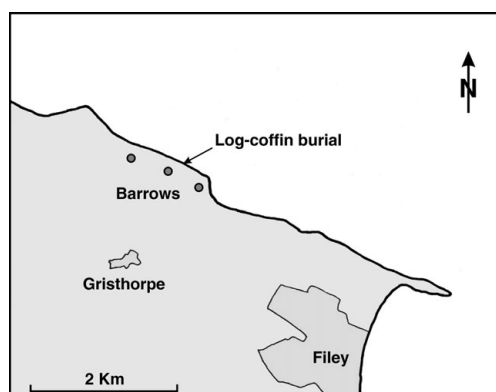 N
Log-coffin burial
Barrows
Gristhorpe
Filey
2 Km